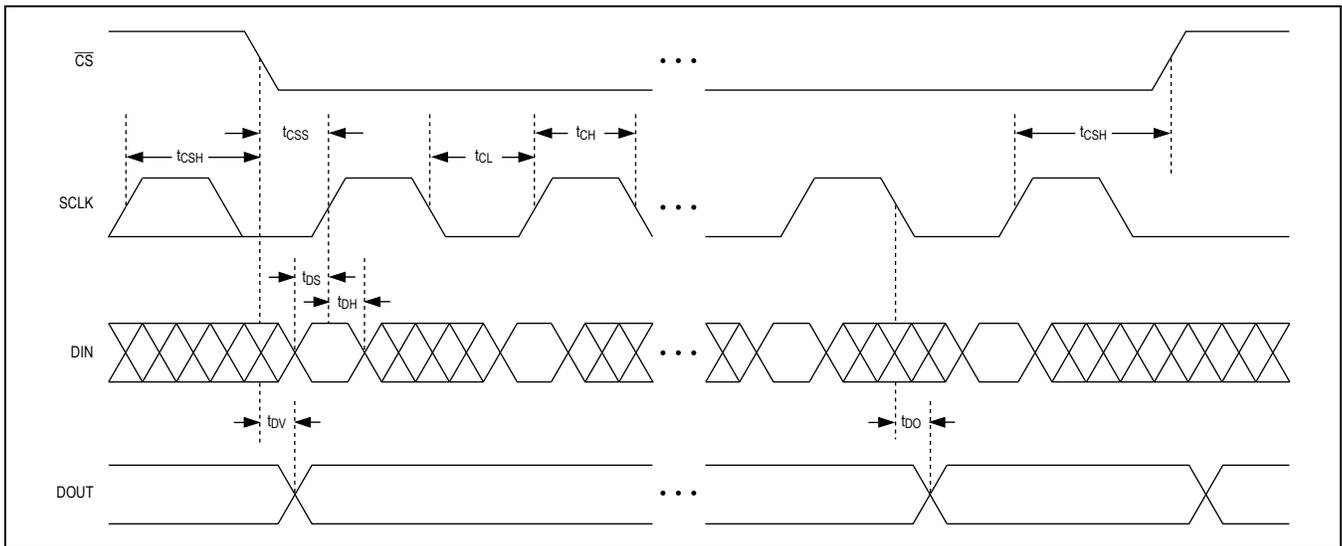 CS
• • •
tCSS
tCH
tCSH
tCSH
tCL
SCLK
• • •
tDS
tDH
DIN
• • •
tDV
tDO
DOUT
• • •